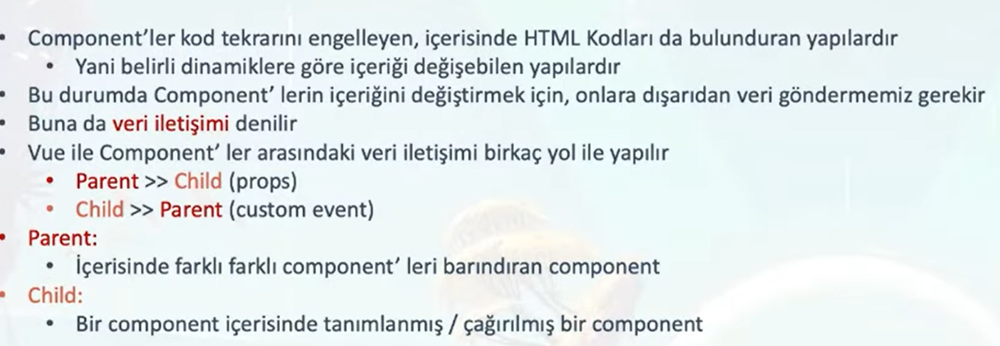 • Component'ler kod tekrarını engelleyen, içerisinde HTML Kodları da bulunduran yapılardır
• Yani belirli dinamiklere göre içeriği değişebilen yapılardır
• Bu durumda Component' lerin içeriğini değiştirmek için, onlara dışarıdan veri göndermemiz gerekir
• Buna da veri iletişimi denilir
• Vue ile Component' ler arasındaki veri iletişimi birkaç yol ile yapılır
• Parent >> Child (props)
• Child >> Parent (custom event)
• Parent:
• İçerisinde farklı farklı component' leri barındıran component
• Child:
• Bir component içerisinde tanımlanmış / çağırılmış bir component